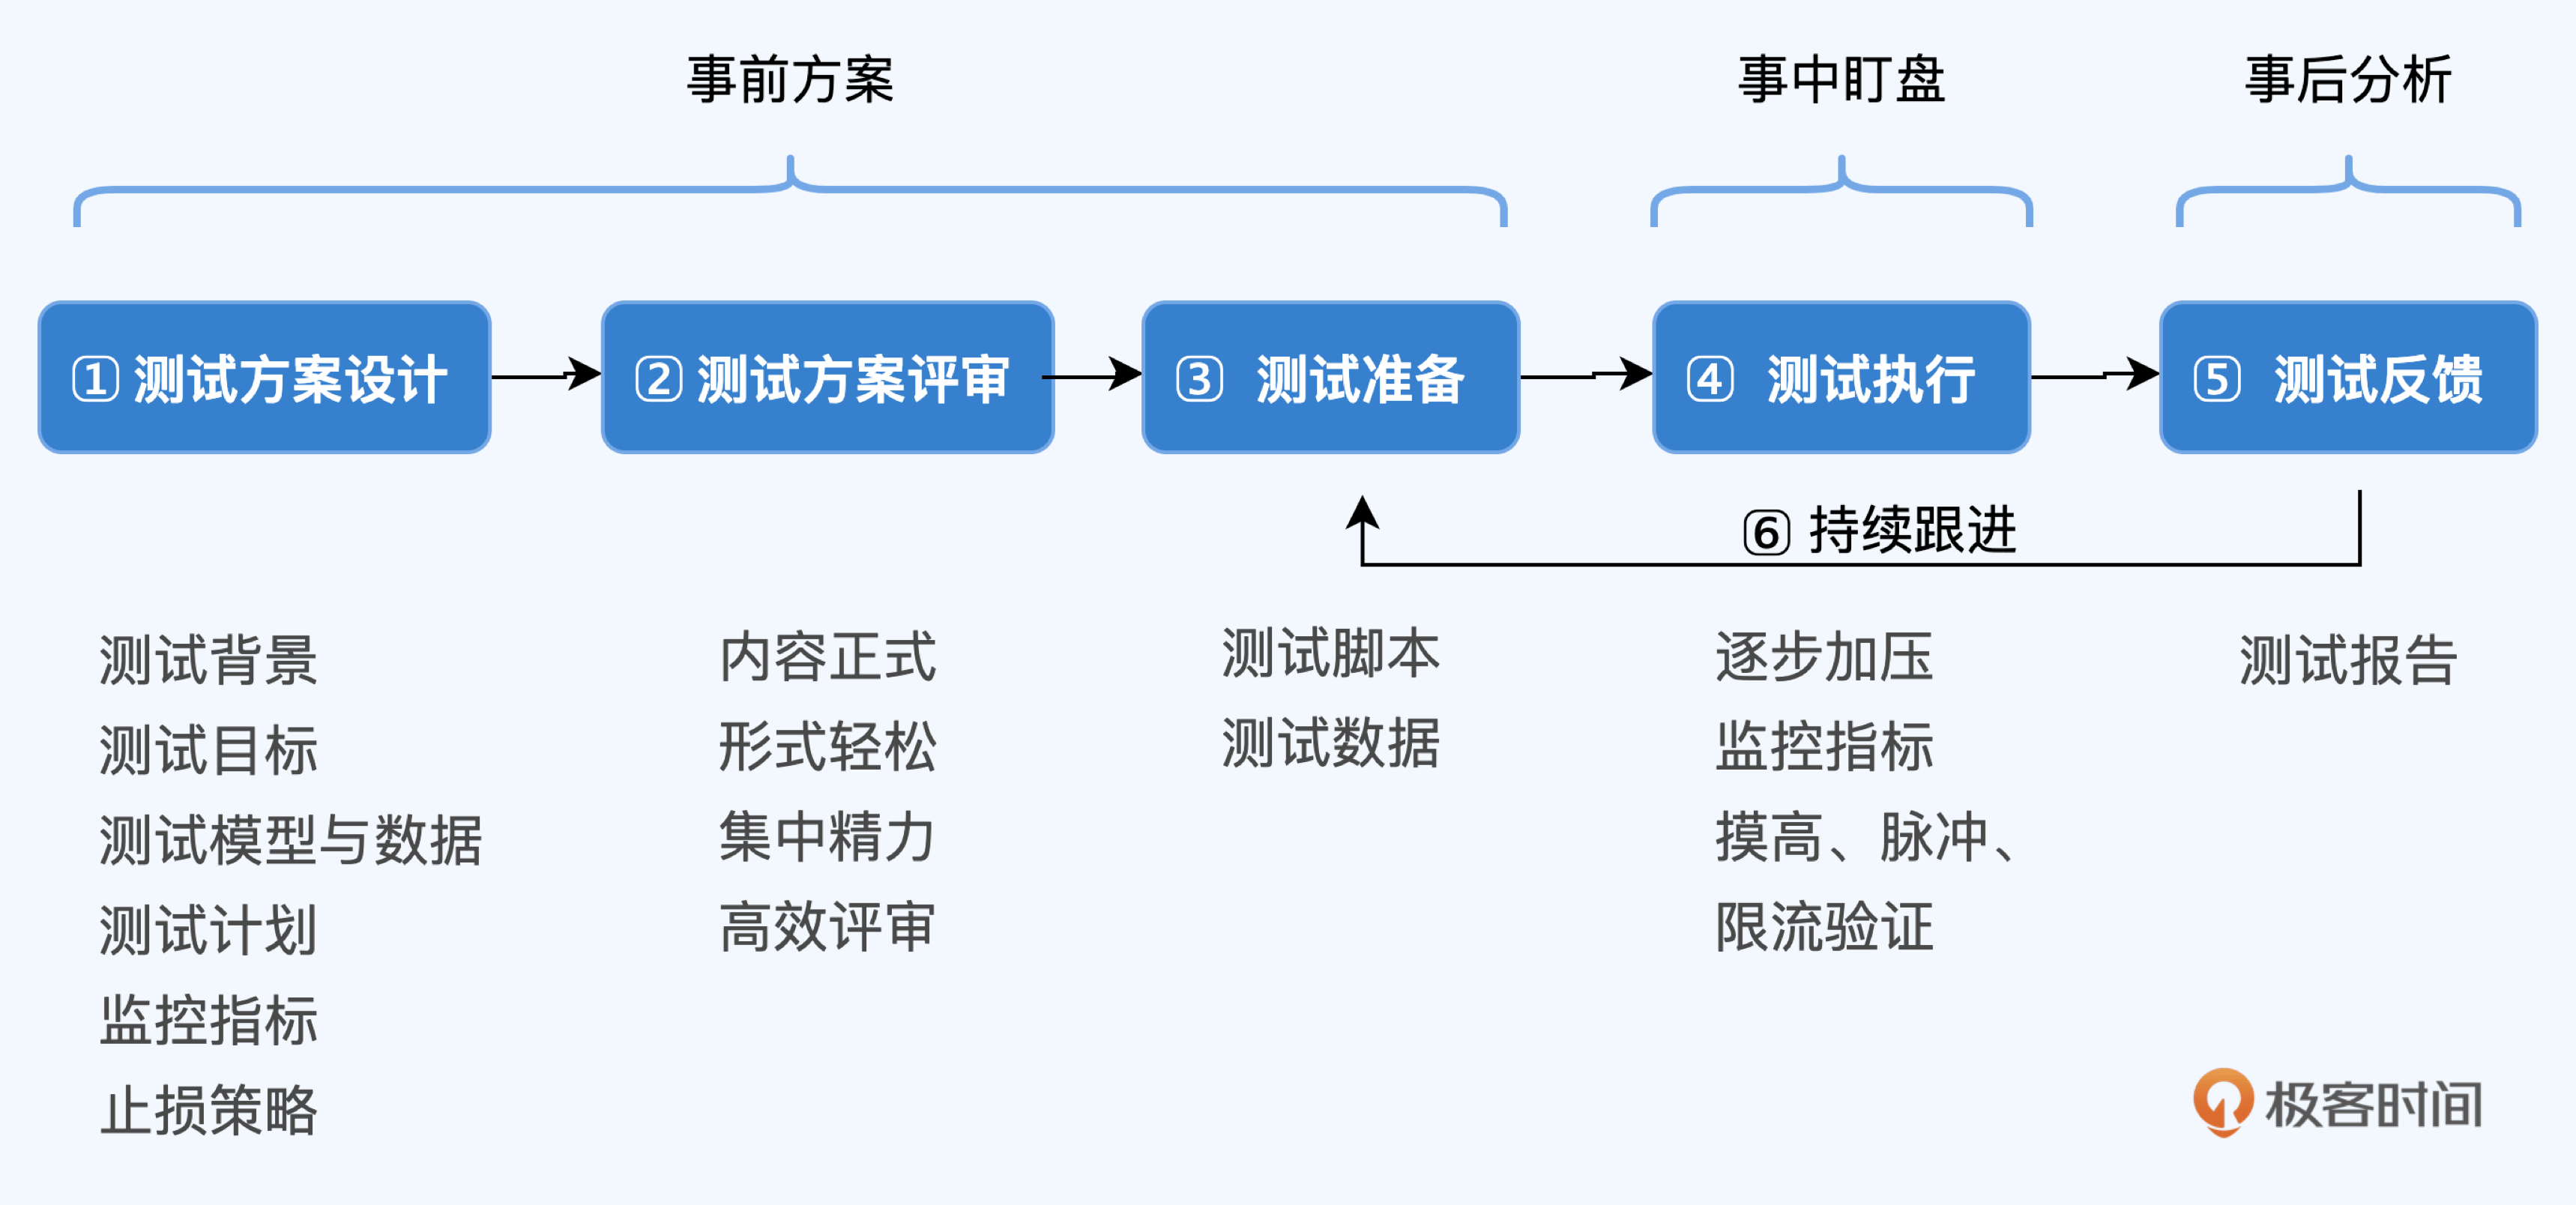 事前方案
事中盯盘
事后分析
① 测试方案设计
② 测试方案评审
③ 测试准备
④ 测试执行
⑤ 测试反馈
⑥ 持续跟进
测试背景
测试目标
测试模型与数据
测试计划
监控指标
止损策略
内容正式
形式轻松
集中精力
高效评审
测试脚本
测试数据
逐步加压
监控指标
摸高、脉冲、
限流验证
测试报告
极客时间